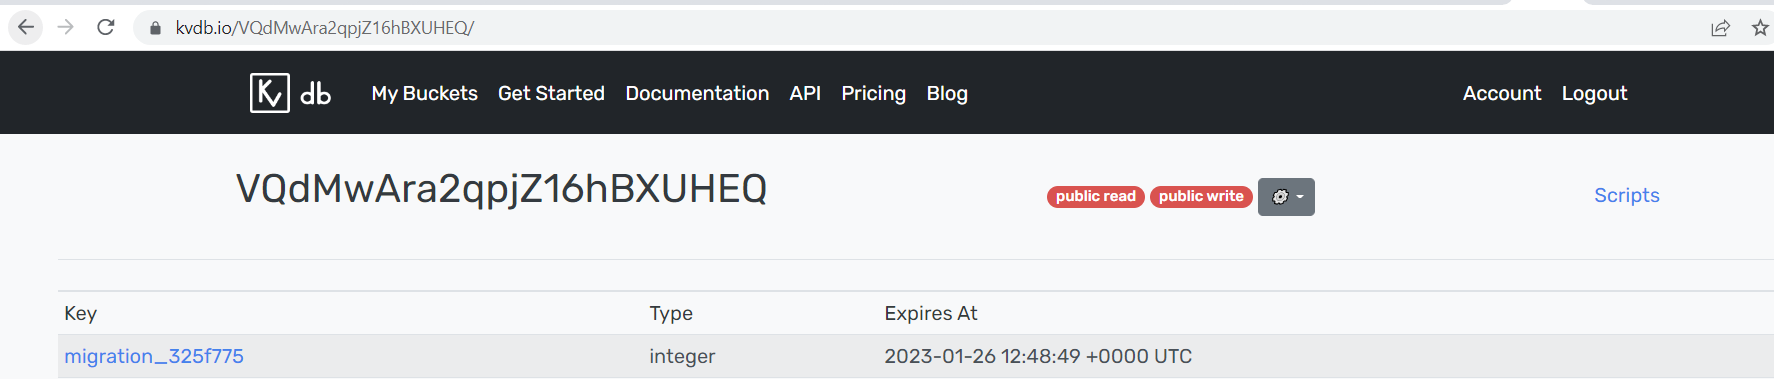 kvdb.io/VQdMwAra2qpjZ16hBXUHEQ/
Kv db My Buckets Get Started Documentation API Pricing Blog Account Logout
VQdMwAra2qpjZ16hBXUHEQ public read public write Scripts
Key Type Expires At
migration_325f775 integer 2023-01-26 12:48:49 +0000 UTC